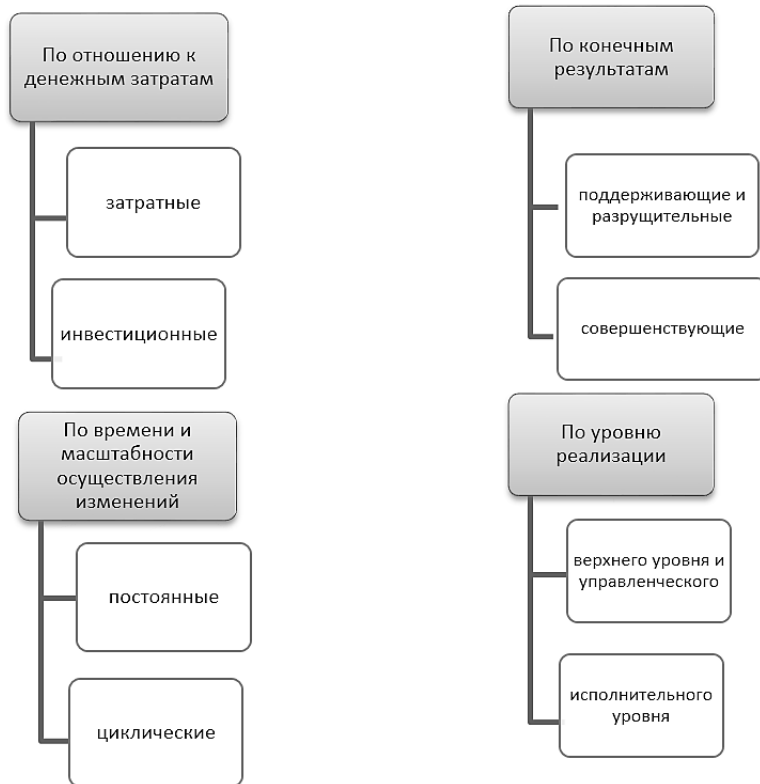 По отношению к
денежным затратам
затратные
инвестиционные
По времени и
масштабности
осуществления
изменений
постоянные
циклические
По конечным
результатам
поддерживающие и
разрущительные
совершенствующие
По уровню
реализации
верхнего уровня и
управленческого
исполнительного
уровня